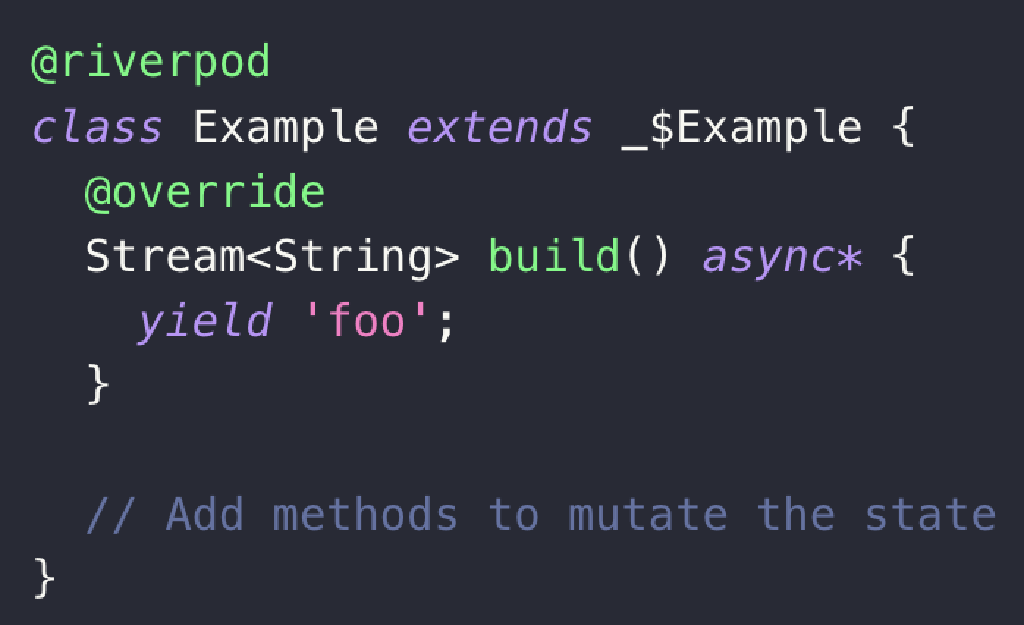 @riverpod
class Example extends _$Example {
  @override
  Stream<String> build() async* {
    yield 'foo';
  }

  // Add methods to mutate the state
}